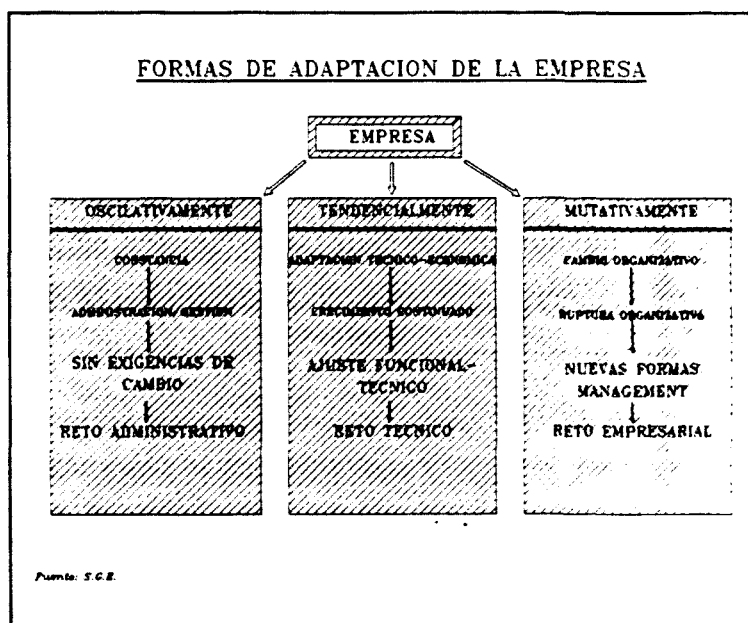 FORMAS DE ADAPTACION DE LA EMPRESA
EMPRESA
OSCILATIVAMENTE
CONSTANCIA
ADMINISTRACION/GESTION
SIN EXIGENCIAS DE
CAMBIO
RETO ADMINISTRATIVO
TENDENCIALMENTE
ADAPTACION TECNICO-ECONOMICA
CRECIMIENTO CONTINUADO
AJUSTE FUNCIONAL-
TECNICO
RETO TECNICO
MUTATIVAMENTE
CAMBIO ORGANIZATIVO
RUPTURA ORGANIZATIVA
NUEVAS FORMAS
MANAGEMENT
RETO EMPRESARIAL
Fuente: S.G.E.